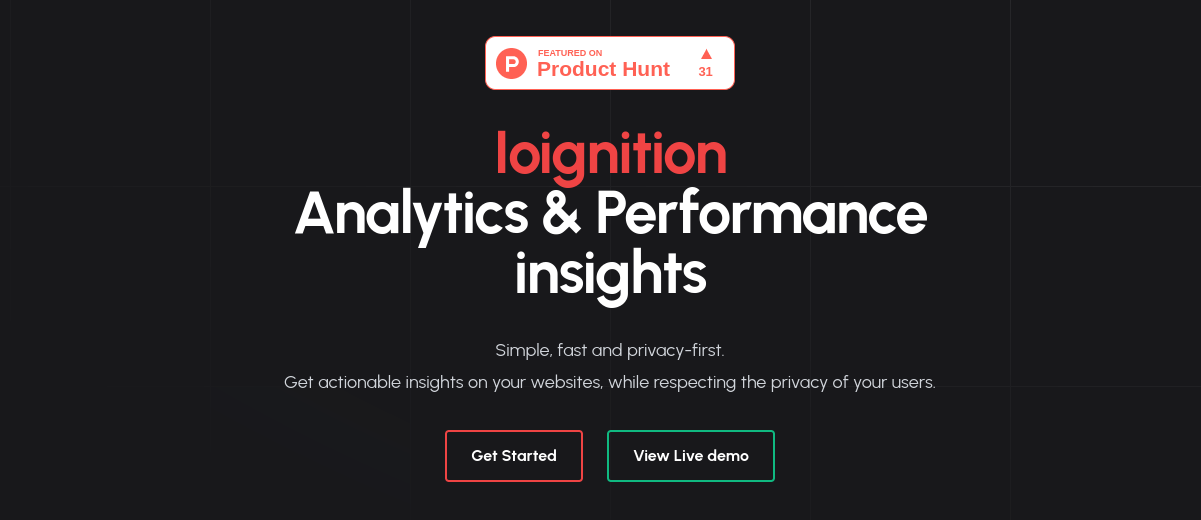 FEATURED ON
Product Hunt
▲
31
loignition
Analytics & Performance
insights
Simple, fast and privacy-first.
Get actionable insights on your websites, while respecting the privacy of your users.
Get Started
View Live demo